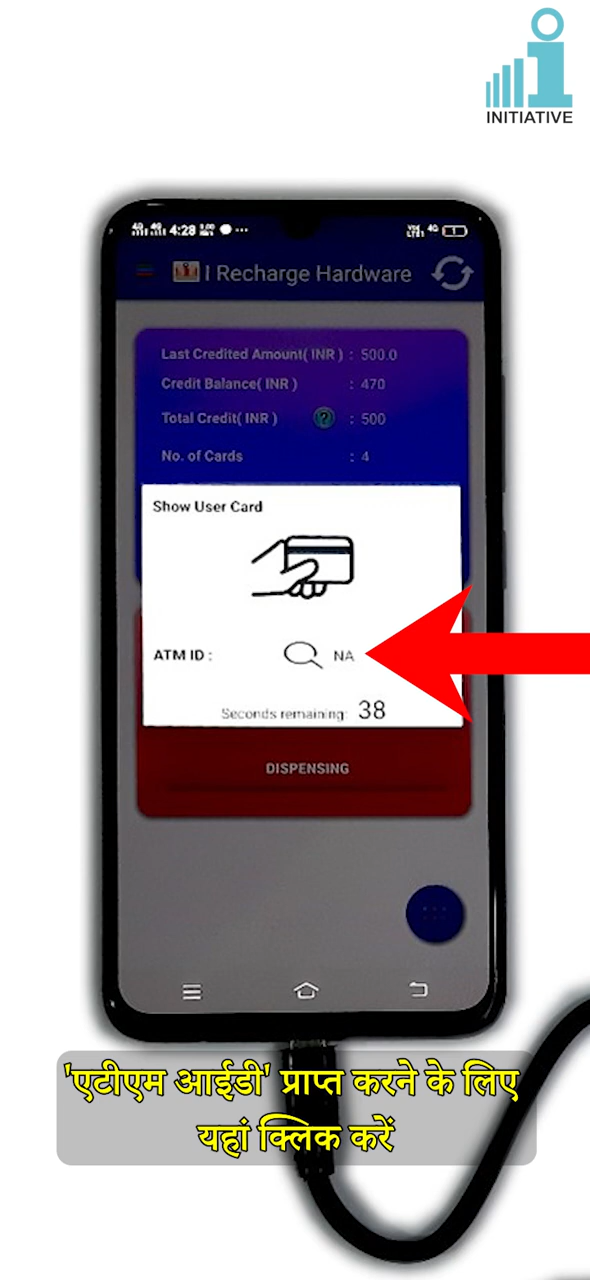 INITIATIVE
4:28
I Recharge Hardware
Last Credited Amount( INR ) : 500.0
Credit Balance( INR ) : 470
Total Credit( INR ) ? : 500
No. of Cards : 4
Show User Card
ATM ID : NA
Seconds remaining: 38
DISPENSING
'एटीएम आईडी' प्राप्त करने के लिए
यहां क्लिक करें